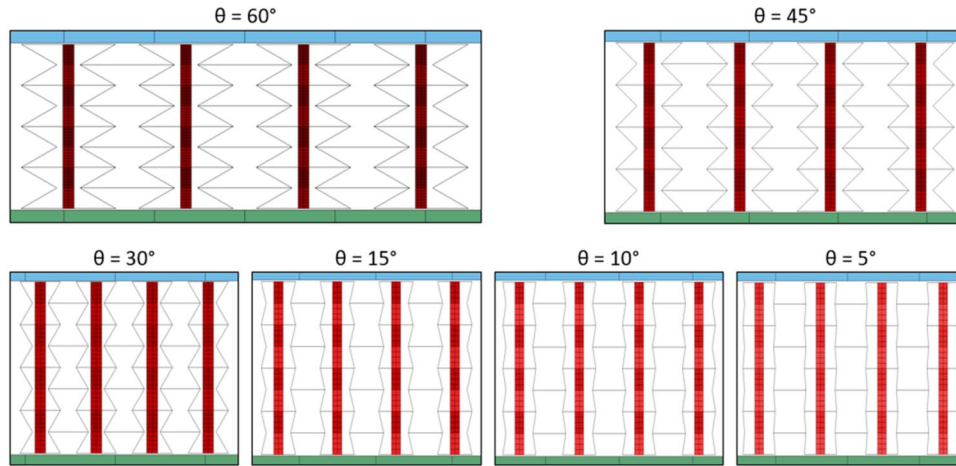 θ = 60°
θ = 45°
θ = 30°
θ = 15°
θ = 10°
θ = 5°